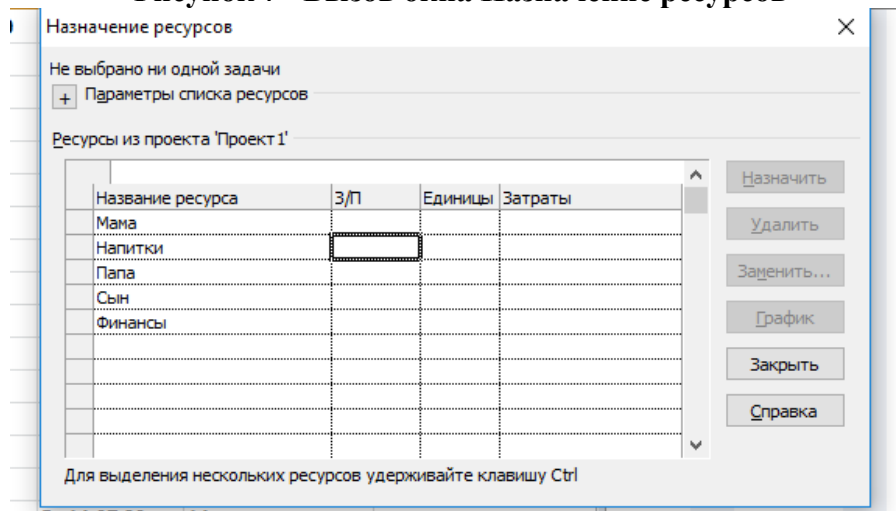 Назначение ресурсов
Не выбрано ни одной задачи
+ Параметры списка ресурсов
Ресурсы из проекта 'Проект1'
Название ресурса З/П Единицы Затраты
Мама
Напитки
Папа
Сын
Финансы
Назначить
Удалить
Заменить...
График
Закрыть
Справка
Для выделения нескольких ресурсов удерживайте клавишу Ctrl